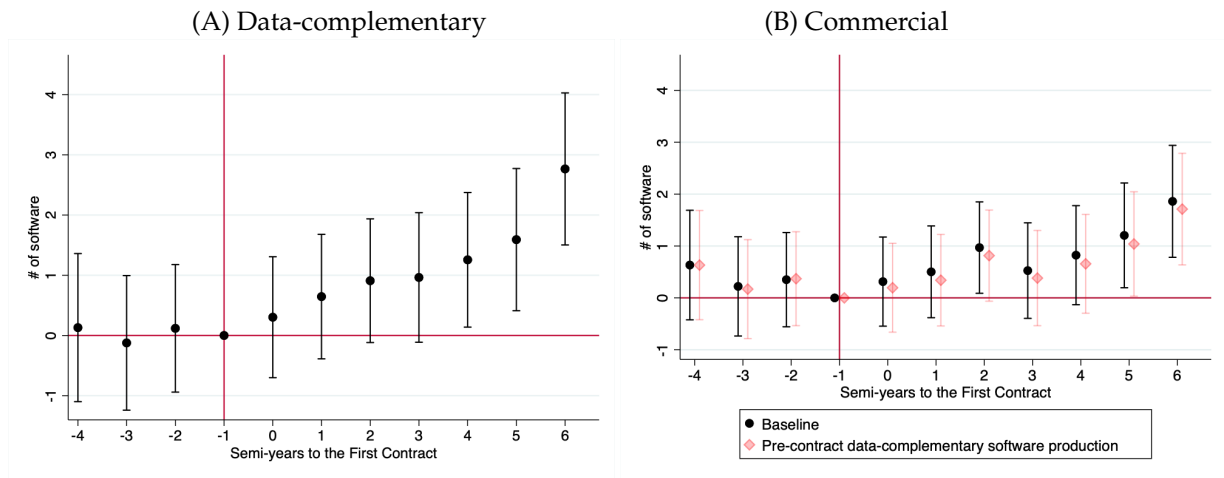 (A) Data-complementary
(B) Commercial
# of software
4
3
2
1
0
-1
-4 -3 -2 -1 0 1 2 3 4 5 6
Semi-years to the First Contract
# of software
4
3
2
1
0
-1
-4 -3 -2 -1 0 1 2 3 4 5 6
Semi-years to the First Contract
Baseline
Pre-contract data-complementary software production